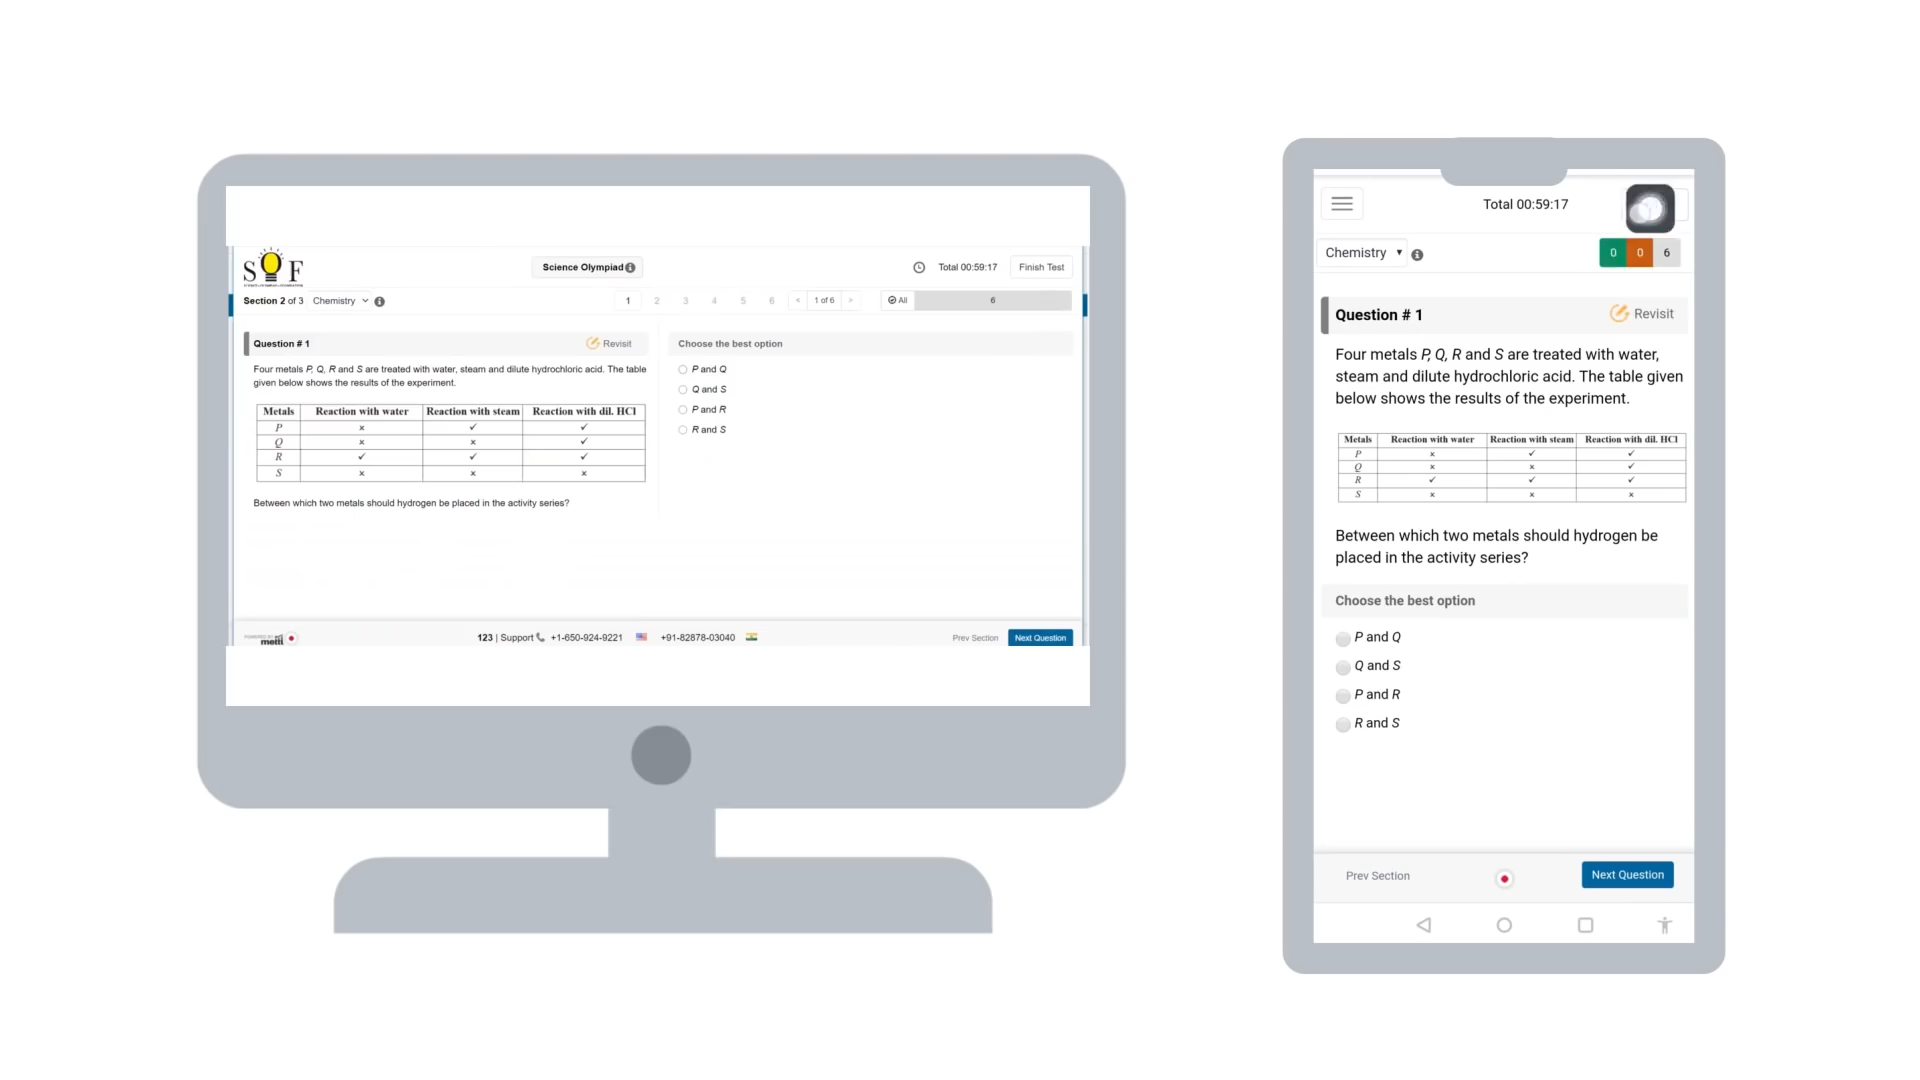 S F
Science Olympiad
Total 00:59:17
Finish Test
Section 2 of 3 Chemistry
1 2 3 4 5 6 < 1 of 6 >
All 6
Question # 1
Revisit
Four metals P, Q, R and S are treated with water, steam and dilute hydrochloric acid. The table
given below shows the results of the experiment.
Metals Reaction with water Reaction with steam Reaction with dil. HCl
P × ✓ ✓
Q × × ✓
R ✓ ✓ ✓
S × × ×
Between which two metals should hydrogen be placed in the activity series?
Choose the best option
P and Q
Q and S
P and R
R and S
mettl
123 | Support +1-650-924-9221 +91-82878-03040
Prev Section
Next Question
Total 00:59:17
Chemistry
0 0 6
Question # 1
Revisit
Four metals P, Q, R and S are treated with water,
steam and dilute hydrochloric acid. The table given
below shows the results of the experiment.
Metals Reaction with water Reaction with steam Reaction with dil. HCl
P × ✓ ✓
Q × × ✓
R ✓ ✓ ✓
S × × ×
Between which two metals should hydrogen be
placed in the activity series?
Choose the best option
P and Q
Q and S
P and R
R and S
Prev Section
Next Question